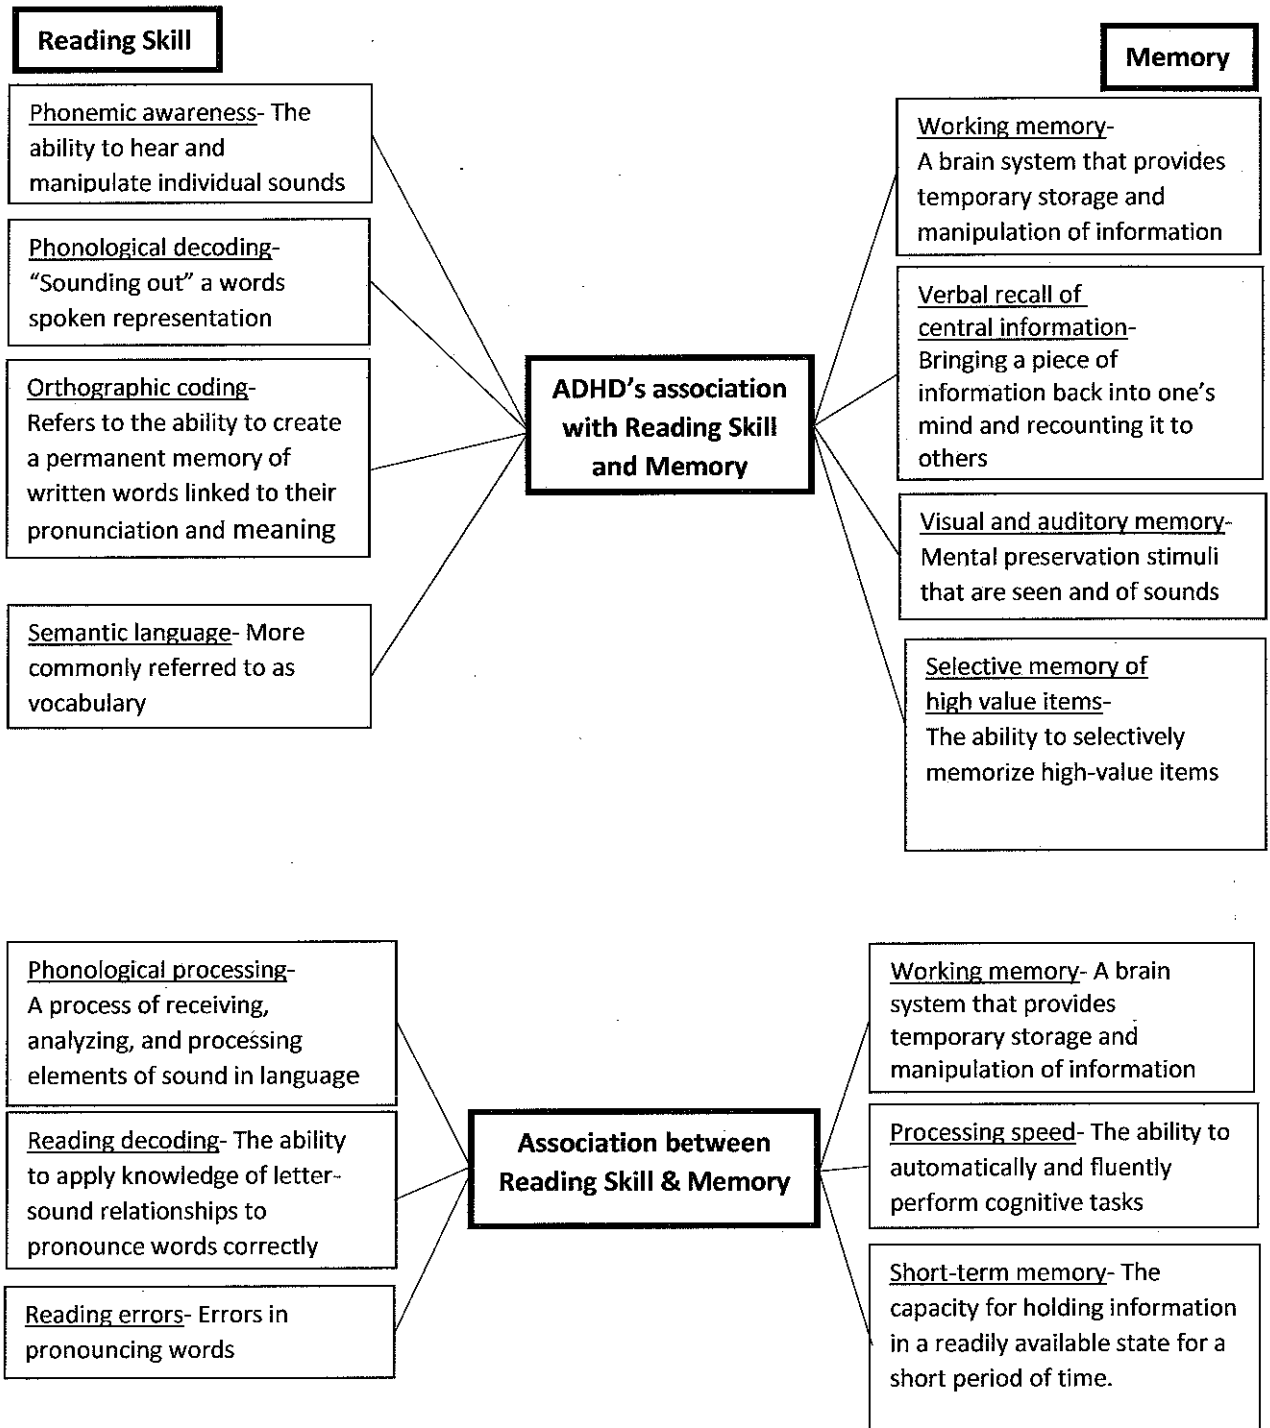 Reading Skill
Memory
Phonemic awareness- The
ability to hear and
manipulate individual sounds
Phonological decoding-
"Sounding out" a words
spoken representation
Orthographic coding-
Refers to the ability to create
a permanent memory of
written words linked to their
pronunciation and meaning
Semantic language- More
commonly referred to as
vocabulary
ADHD's association
with Reading Skill
and Memory
Working memory-
A brain system that provides
temporary storage and
manipulation of information
Verbal recall of
central information-
Bringing a piece of
information back into one's
mind and recounting it to
others
Visual and auditory memory-
Mental preservation stimuli
that are seen and of sounds
Selective memory of
high value items-
The ability to selectively
memorize high-value items
Phonological processing-
A process of receiving,
analyzing, and processing
elements of sound in language
Reading decoding- The ability
to apply knowledge of letter-
sound relationships to
pronounce words correctly
Reading errors- Errors in
pronouncing words
Association between
Reading Skill & Memory
Working memory- A brain
system that provides
temporary storage and
manipulation of information
Processing speed- The ability to
automatically and fluently
perform cognitive tasks
Short-term memory- The
capacity for holding information
in a readily available state for a
short period of time.